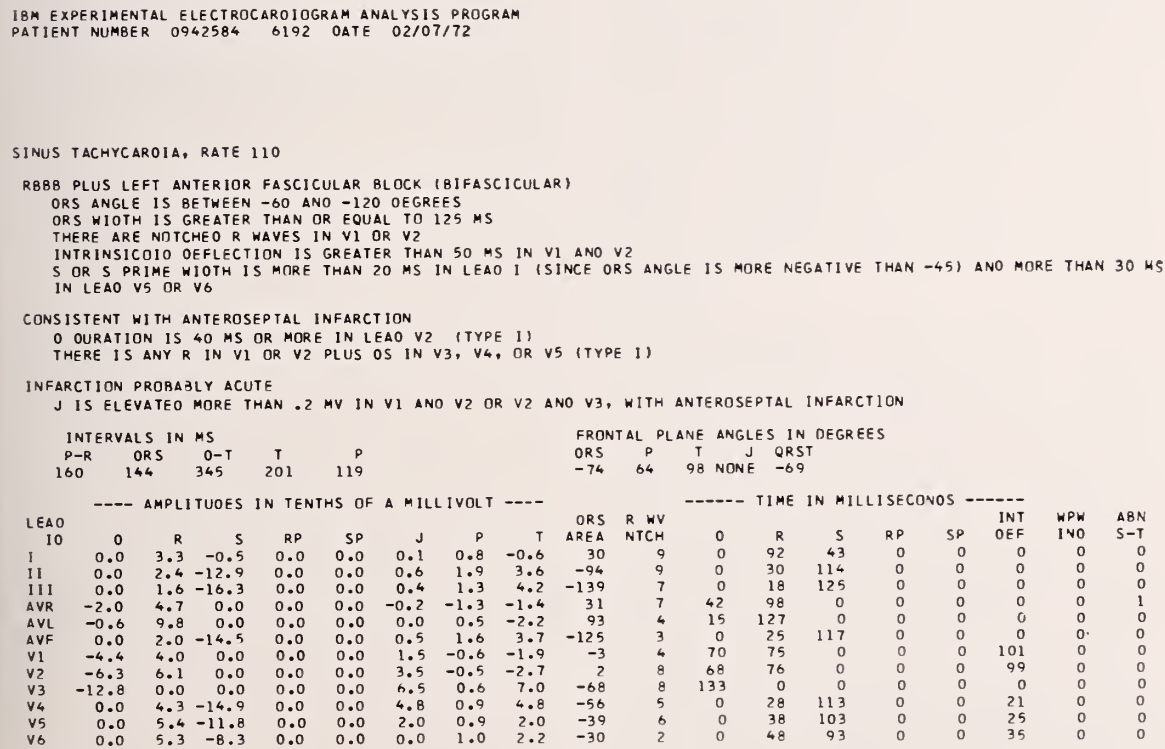 IBM EXPERIMENTAL ELECTROCAROIOGRAM ANALYSIS PROGRAM
PATIENT NUMBER 0942584 6192 OATE 02/07/72
SINUS TACHYCAROIA, RATE 110
RBBB PLUS LEFT ANTERIOR FASCICULAR BLOCK (BIFASCICULAR)
ORS ANGLE IS BETWEEN -60 ANO -120 OEGREES
ORS WIOTH IS GREATER THAN OR EQUAL TO 125 MS
THERE ARE NOTCHEO R WAVES IN V1 OR V2
INTRINSICOIO OEFLECTION IS GREATER THAN 50 MS IN V1 ANO V2
S OR S PRIME WIOTH IS MORE THAN 20 MS IN LEAO I (SINCE ORS ANGLE IS MORE NEGATIVE THAN -45) ANO MORE THAN 30 MS
IN LEAO V5 OR V6
CONSISTENT WITH ANTEROSEPTAL INFARCTION
O OURATION IS 40 MS OR MORE IN LEAO V2 (TYPE I)
THERE IS ANY R IN V1 OR V2 PLUS OS IN V3, V4, OR V5 (TYPE I)
INFARCTION PROBABLY ACUTE
J IS ELEVATEO MORE THAN .2 MV IN V1 ANO V2 OR V2 ANO V3, WITH ANTEROSEPTAL INFARCTION
INTERVALS IN MS FRONTAL PLANE ANGLES IN DEGREES
P-R ORS O-T T P ORS P T J QRST
160 144 345 201 119 -74 64 98 NONE -69
---- AMPLITUOES IN TENTHS OF A MILLIVOLT ---- ------ TIME IN MILLISECONOS ------
LEAO ORS R WV INT WPW ABN
IO O R S RP SP J P T AREA NTCH O R S RP SP OEF INO S-T
I 0.0 3.3 -0.5 0.0 0.0 0.1 0.8 -0.6 30 9 0 92 43 0 0 0 0 0
II 0.0 2.4 -12.9 0.0 0.0 0.6 1.9 3.6 -94 9 0 30 114 0 0 0 0 0
III 0.0 1.6 -16.3 0.0 0.0 0.4 1.3 4.2 -139 7 0 18 125 0 0 0 0 0
AVR -2.0 4.7 0.0 0.0 0.0 -0.2 -1.3 -1.4 31 7 42 98 0 0 0 0 0 1
AVL -0.6 9.8 0.0 0.0 0.0 0.0 0.5 -2.2 93 4 15 127 0 0 0 0 0 0
AVF 0.0 2.0 -14.5 0.0 0.0 0.5 1.6 3.7 -125 3 0 25 117 0 0 0 0 0
V1 -4.4 4.0 0.0 0.0 0.0 1.5 -0.6 -1.9 -3 4 70 75 0 0 0 101 0 0
V2 -6.3 6.1 0.0 0.0 0.0 3.5 -0.5 -2.7 2 8 68 76 0 0 0 99 0 0
V3 -12.8 0.0 0.0 0.0 0.0 6.5 0.6 7.0 -68 8 133 0 0 0 0 0 0 0
V4 0.0 4.3 -14.9 0.0 0.0 4.8 0.9 4.8 -56 5 0 28 113 0 0 21 0 0
V5 0.0 5.4 -11.8 0.0 0.0 2.0 0.9 2.0 -39 6 0 38 103 0 0 25 0 0
V6 0.0 5.3 -8.3 0.0 0.0 0.0 1.0 2.2 -30 2 0 48 93 0 0 35 0 0